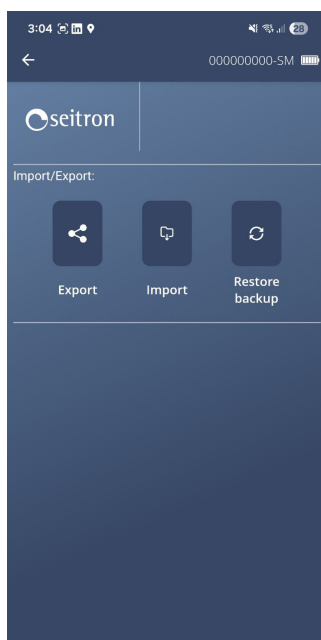 3:04
28
000000000-SM
seitron
Import/Export:
Export
Import
Restore
backup